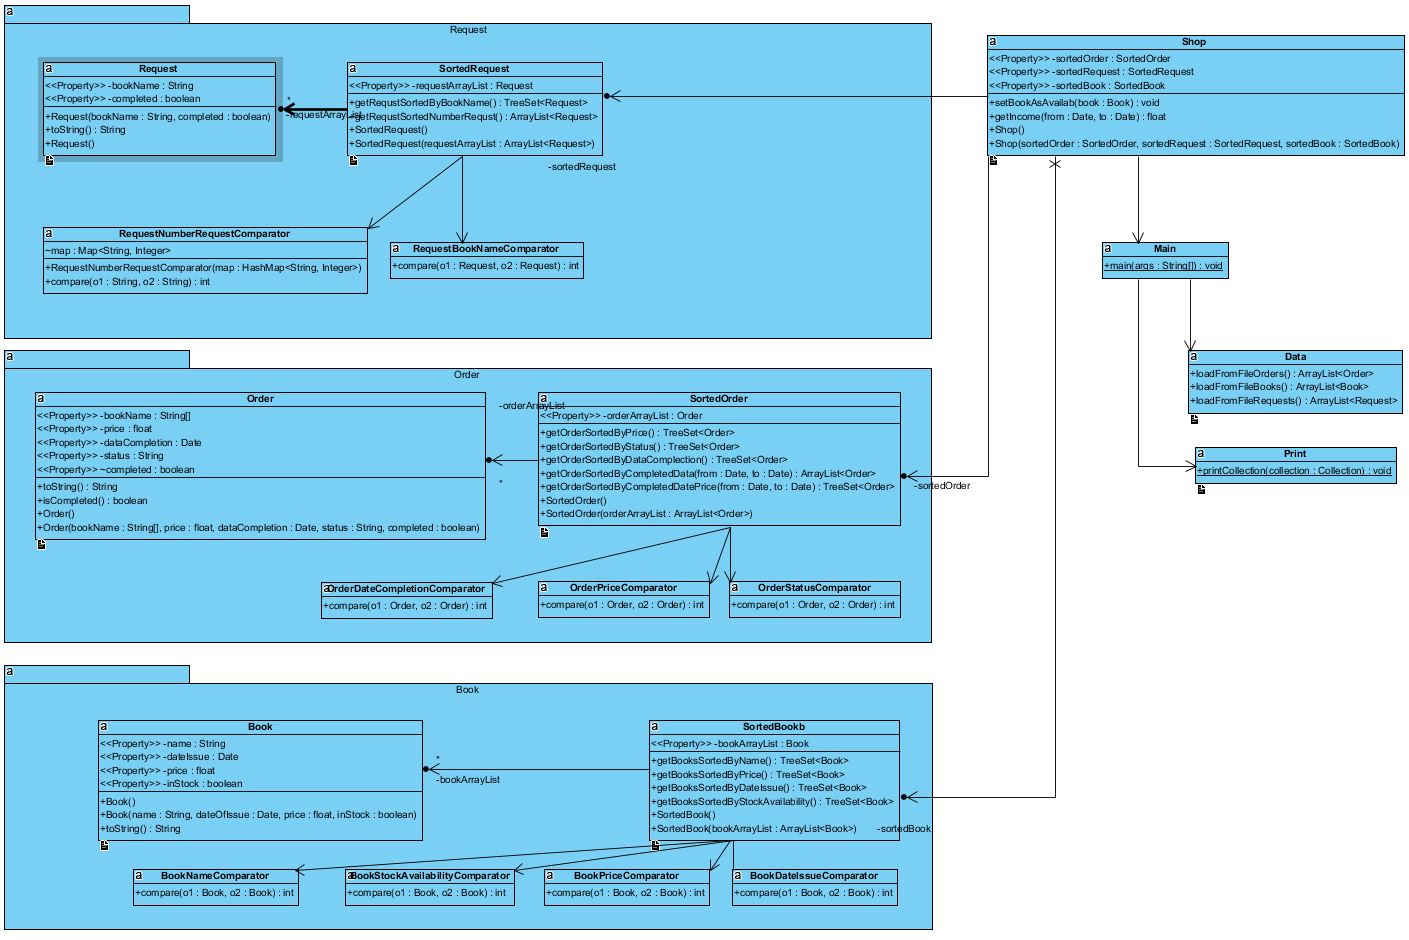 Request
Request
<<Property>> -bookName : String
<<Property>> -completed : boolean
+Request(bookName : String, completed : boolean)
+toString() : String
+Request()
*
-requestArrayList
SortedRequest
<<Property>> -requestArrayList : Request
+getRequstSortedByBookName() : TreeSet<Request>
+getRequstSortedNumberRequst() : ArrayList<Request>
+SortedRequest()
+SortedRequest(requestArrayList : ArrayList<Request>)
-sortedRequest
RequestNumberRequestComparator
~map : Map<String, Integer>
+RequestNumberRequestComparator(map : HashMap<String, Integer>)
+compare(o1 : String, o2 : String) : int
RequestBookNameComparator
+compare(o1 : Request, o2 : Request) : int
Shop
<<Property>> -sortedOrder : SortedOrder
<<Property>> -sortedRequest : SortedRequest
<<Property>> -sortedBook : SortedBook
+setBookAsAvailab(book : Book) : void
+getIncome(from : Date, to : Date) : float
+Shop()
+Shop(sortedOrder : SortedOrder, sortedRequest : SortedRequest, sortedBook : SortedBook)
Main
+main(args : String[]) : void
Data
+loadFromFileOrders() : ArrayList<Order>
+loadFromFileBooks() : ArrayList<Book>
+loadFromFileRequests() : ArrayList<Request>
Print
+printCollection(collection : Collection) : void
Order
Order
<<Property>> -bookName : String[]
<<Property>> -price : float
<<Property>> -dataCompletion : Date
<<Property>> -status : String
<<Property>> ~completed : boolean
+toString() : String
+isCompleted() : boolean
+Order()
+Order(bookName : String[], price : float, dataCompletion : Date, status : String, completed : boolean)
-orderArrayList
*
SortedOrder
<<Property>> -orderArrayList : Order
+getOrderSortedByPrice() : TreeSet<Order>
+getOrderSortedByStatus() : TreeSet<Order>
+getOrderSortedByDataComplection() : TreeSet<Order>
+getOrderSortedByCompletedData(from : Date, to : Date) : ArrayList<Order>
+getOrderSortedByCompletedDatePrice(from : Date, to : Date) : TreeSet<Order>
+SortedOrder()
+SortedOrder(orderArrayList : ArrayList<Order>)
-sortedOrder
OrderDateCompletionComparator
+compare(o1 : Order, o2 : Order) : int
OrderPriceComparator
+compare(o1 : Order, o2 : Order) : int
OrderStatusComparator
+compare(o1 : Order, o2 : Order) : int
Book
Book
<<Property>> -name : String
<<Property>> -dateIssue : Date
<<Property>> -price : float
<<Property>> -inStock : boolean
+Book()
+Book(name : String, dateOfIssue : Date, price : float, inStock : boolean)
+toString() : String
*
-bookArrayList
SortedBookb
<<Property>> -bookArrayList : Book
+getBooksSortedByName() : TreeSet<Book>
+getBooksSortedByPrice() : TreeSet<Book>
+getBooksSortedByDateIssue() : TreeSet<Book>
+getBooksSortedByStockAvailability() : TreeSet<Book>
+SortedBook()
+SortedBook(bookArrayList : ArrayList<Book>)
-sortedBook
BookNameComparator
+compare(o1 : Book, o2 : Book) : int
BookStockAvailabilityComparator
+compare(o1 : Book, o2 : Book) : int
BookPriceComparator
+compare(o1 : Book, o2 : Book) : int
BookDateIssueComparator
+compare(o1 : Book, o2 : Book) : int